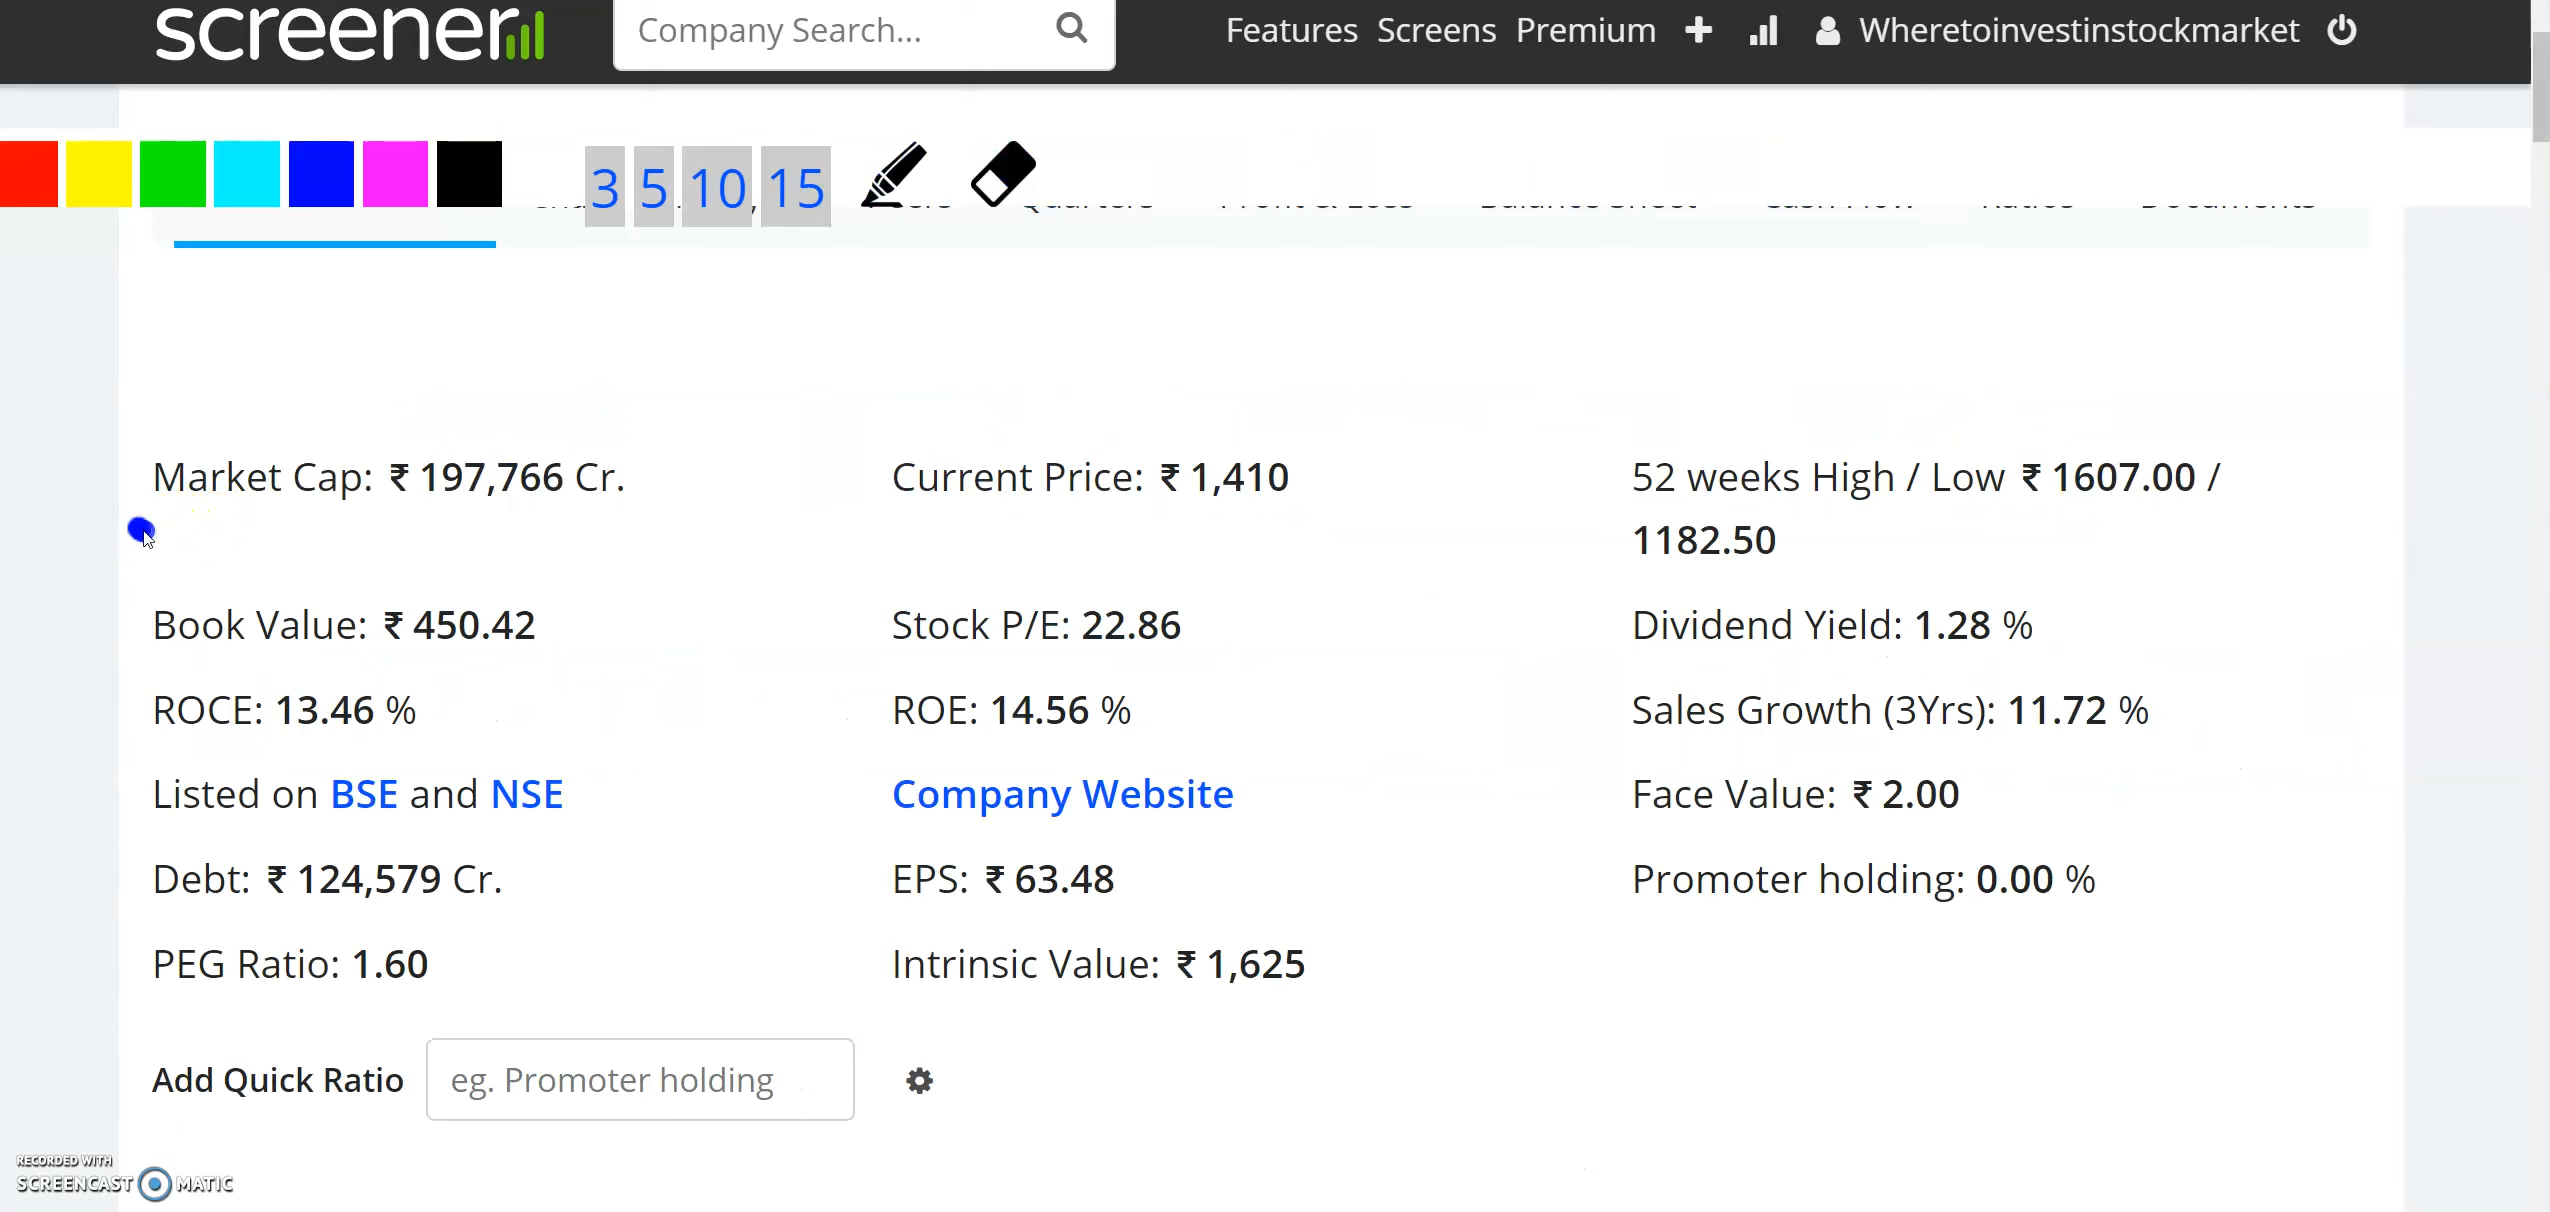 screener
Company Search...
Features Screens Premium Wheretoinvestinstockmarket
3 5 10 15
Market Cap: ₹ 197,766 Cr.
Current Price: ₹ 1,410
52 weeks High / Low ₹ 1607.00 /
1182.50
Book Value: ₹ 450.42
Stock P/E: 22.86
Dividend Yield: 1.28 %
ROCE: 13.46 %
ROE: 14.56 %
Sales Growth (3Yrs): 11.72 %
Listed on BSE and NSE
Company Website
Face Value: ₹ 2.00
Debt: ₹ 124,579 Cr.
EPS: ₹ 63.48
Promoter holding: 0.00 %
PEG Ratio: 1.60
Intrinsic Value: ₹ 1,625
Add Quick Ratio
eg. Promoter holding
RECORDED WITH
SCREENCAST MATIC